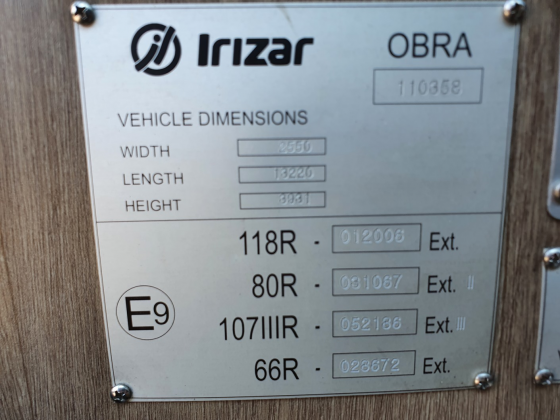 Irizar OBRA
110358
VEHICLE DIMENSIONS
WIDTH 2550
LENGTH 13220
HEIGHT 3931
118R - 012006 Ext.
80R - 031067 Ext. II
E9
107IIIR - 052186 Ext. III
66R - 023672 Ext.